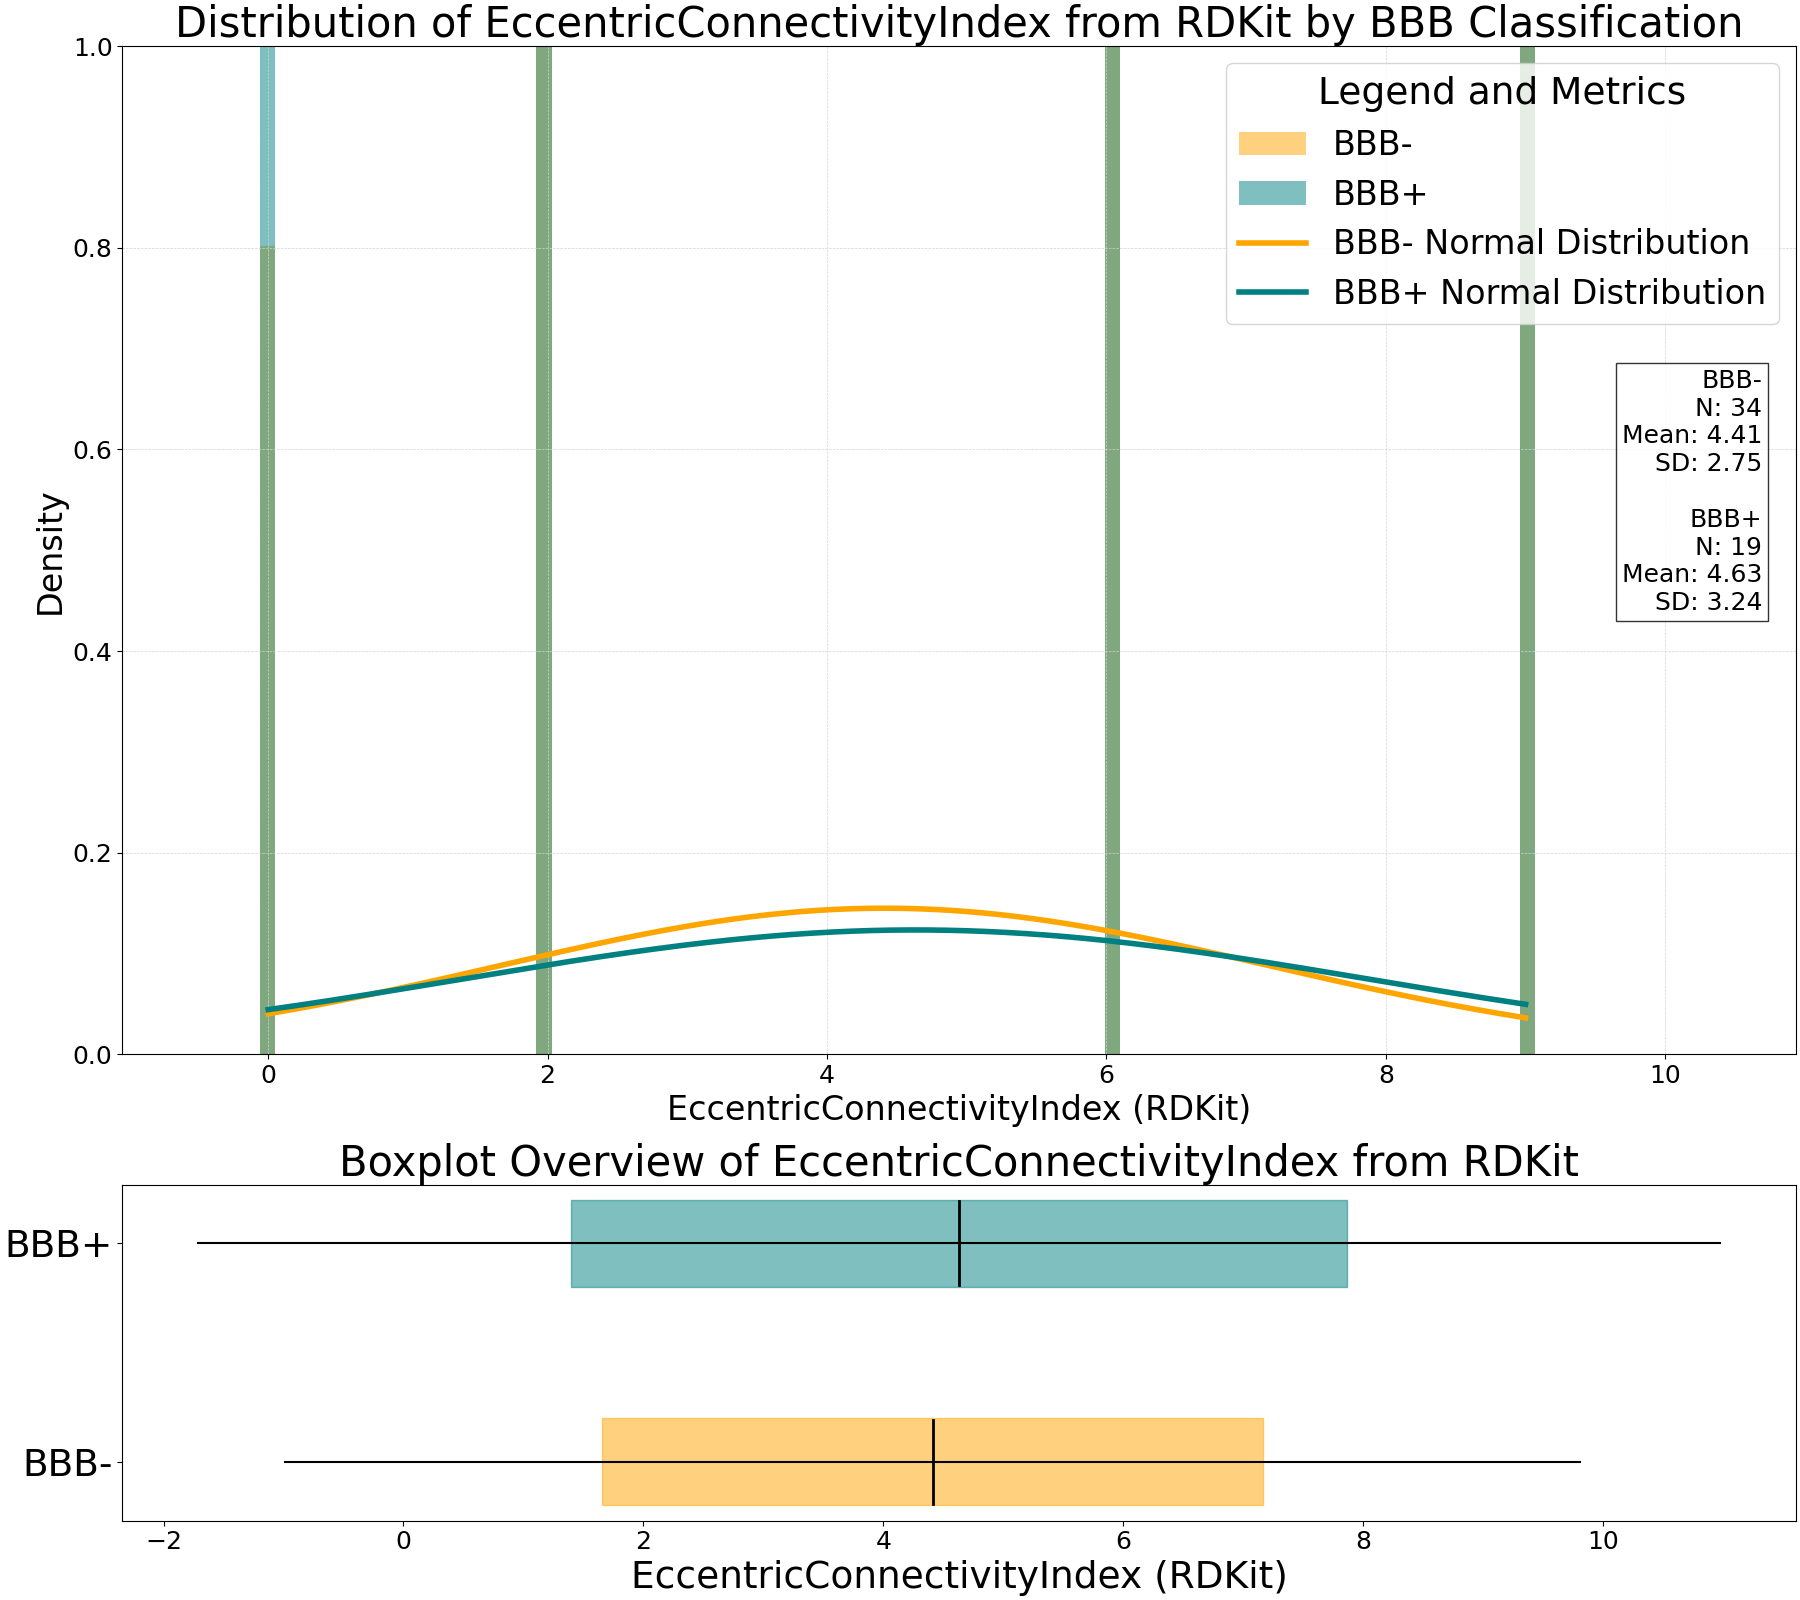 Distribution of EccentricConnectivityIndex from RDKit by BBB Classification
1.0
0.8
0.6
0.4
0.2
0.0
Density
Legend and Metrics
BBB-
BBB+
BBB- Normal Distribution
BBB+ Normal Distribution
BBB-
N: 34
Mean: 4.41
SD: 2.75
BBB+
N: 19
Mean: 4.63
SD: 3.24
0 2 4 6 8 10
EccentricConnectivityIndex (RDKit)
Boxplot Overview of EccentricConnectivityIndex from RDKit
BBB+
BBB-
−2 0 2 4 6 8 10
EccentricConnectivityIndex (RDKit)